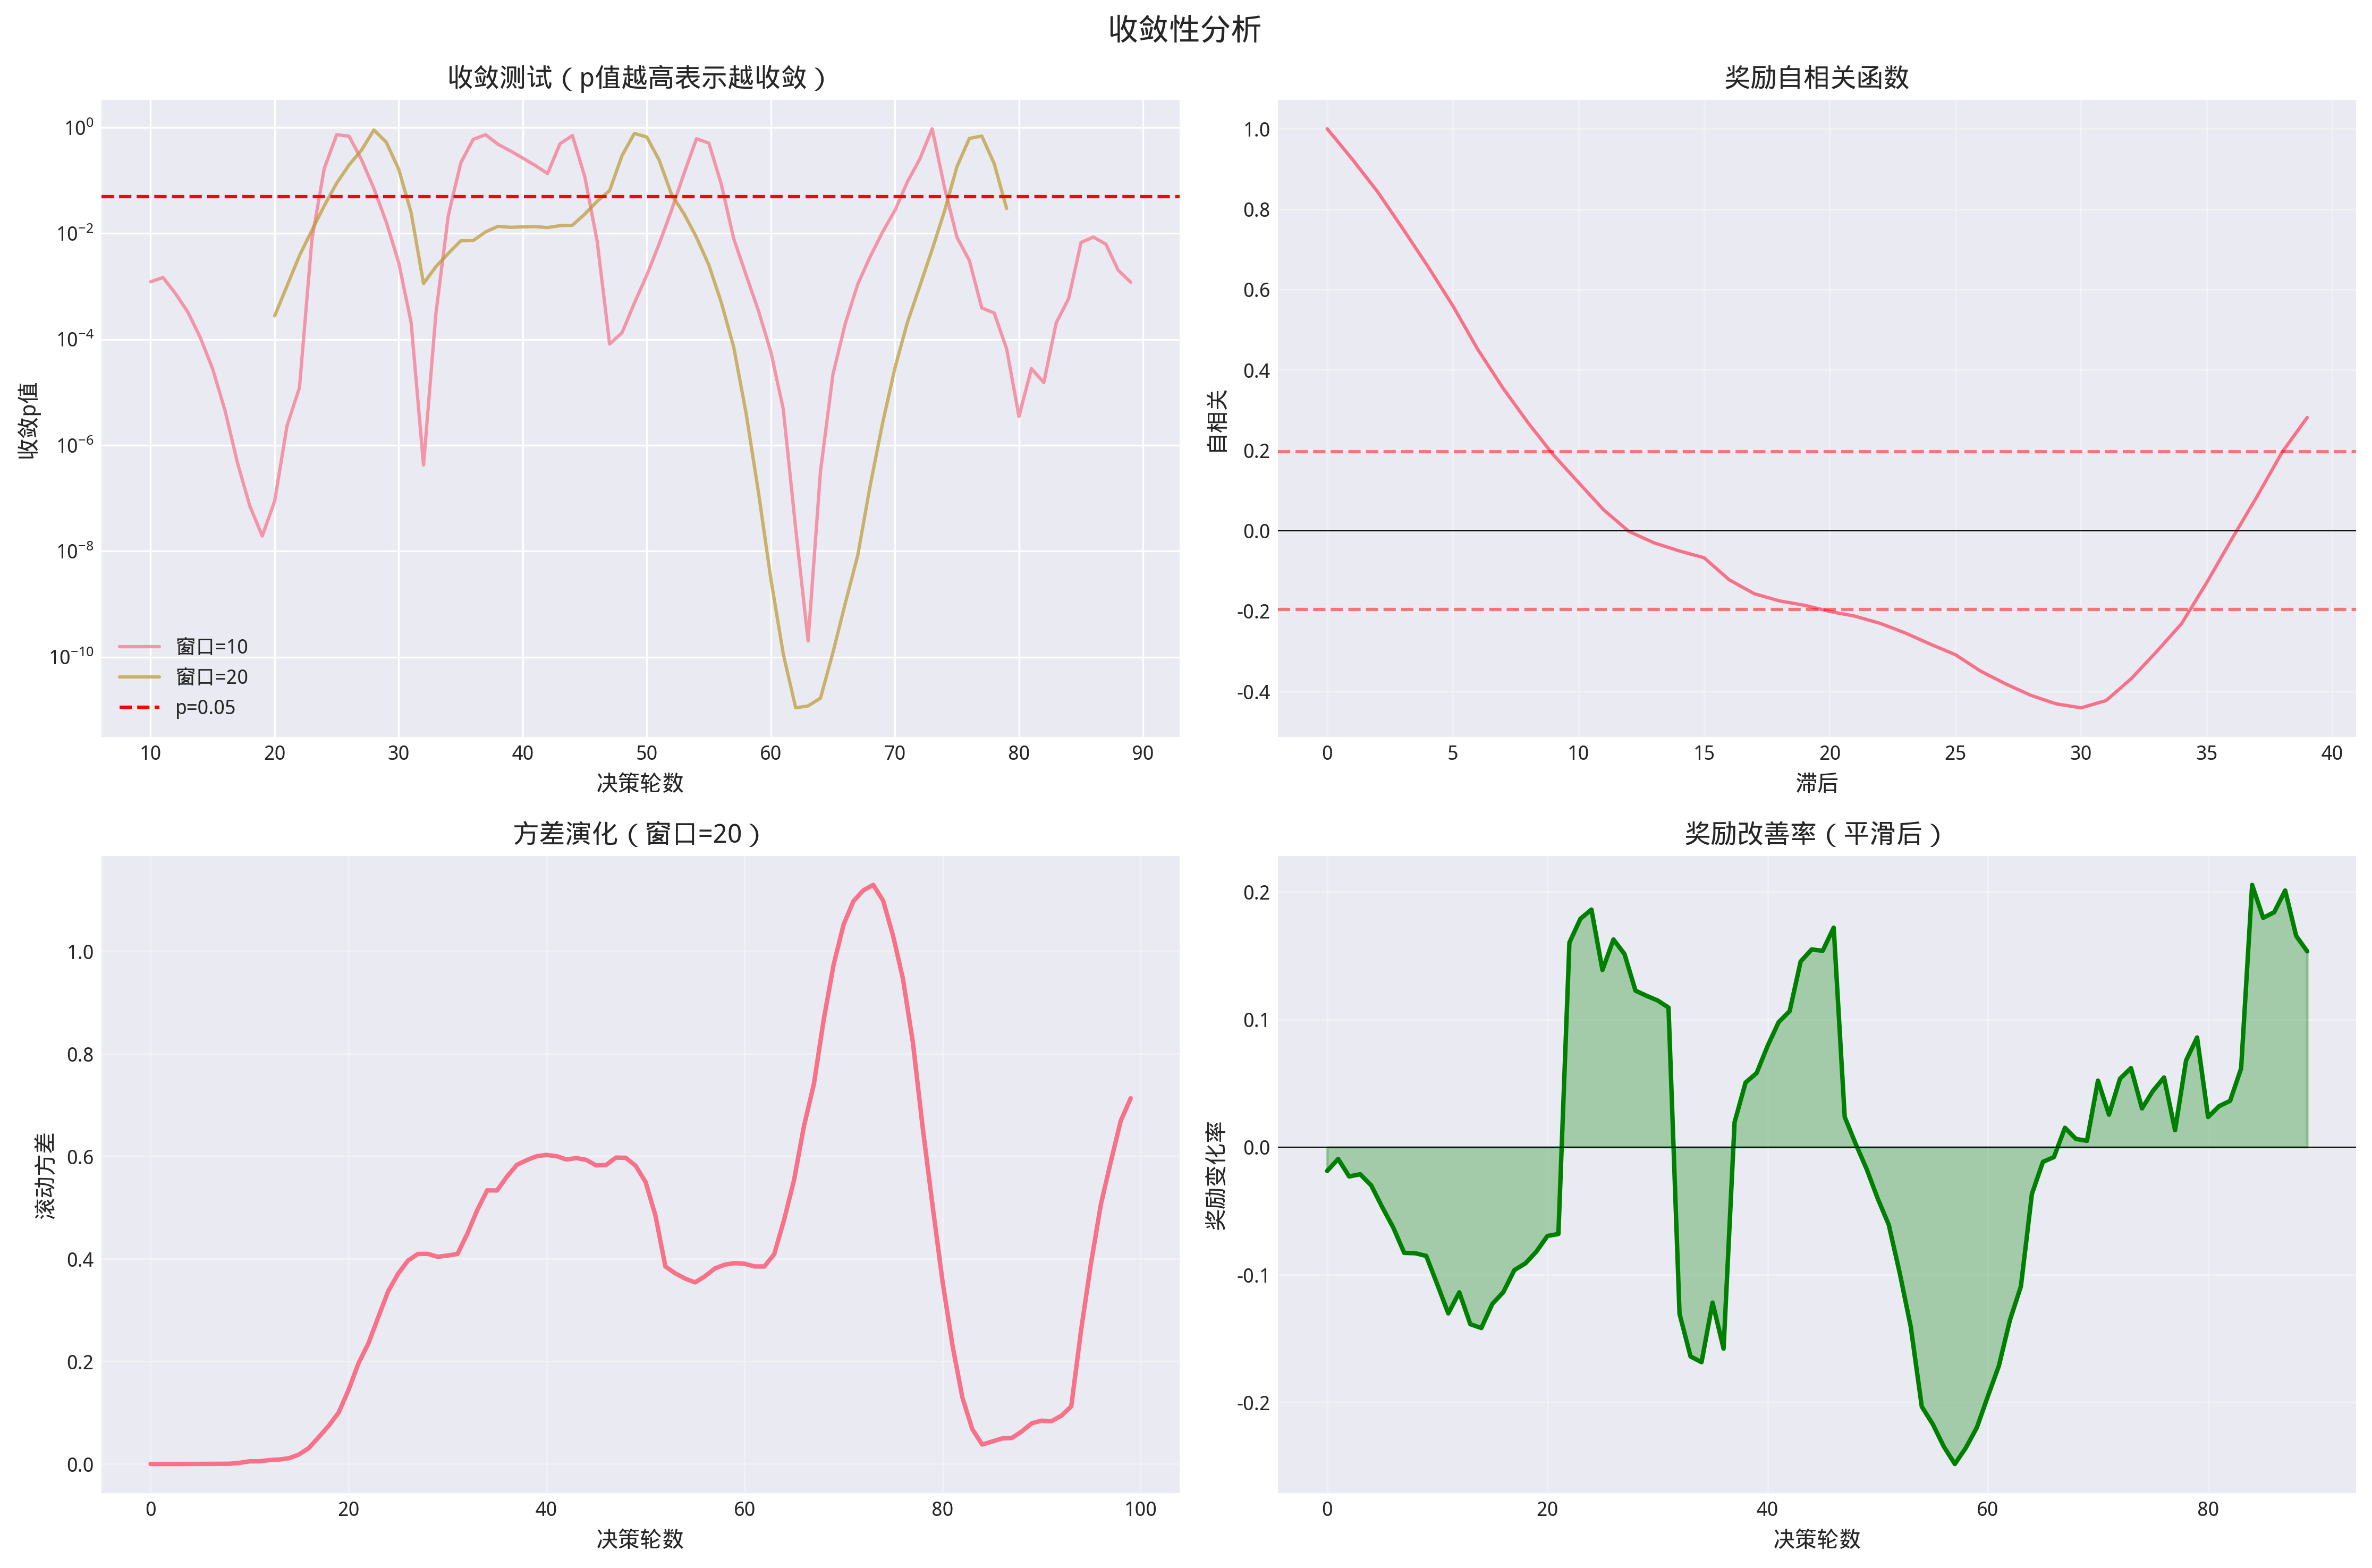 收敛性分析
收敛测试（p值越高表示越收敛）
收敛p值
10⁰
10⁻²
10⁻⁴
10⁻⁶
10⁻⁸
10⁻¹⁰
窗口=10
窗口=20
p=0.05
10 20 30 40 50 60 70 80 90
决策轮数
奖励自相关函数
自相关
1.0
0.8
0.6
0.4
0.2
0.0
-0.2
-0.4
0 5 10 15 20 25 30 35 40
滞后
方差演化（窗口=20）
滚动方差
1.0
0.8
0.6
0.4
0.2
0.0
0 20 40 60 80 100
决策轮数
奖励改善率（平滑后）
奖励变化率
0.2
0.1
0.0
-0.1
-0.2
0 20 40 60 80
决策轮数